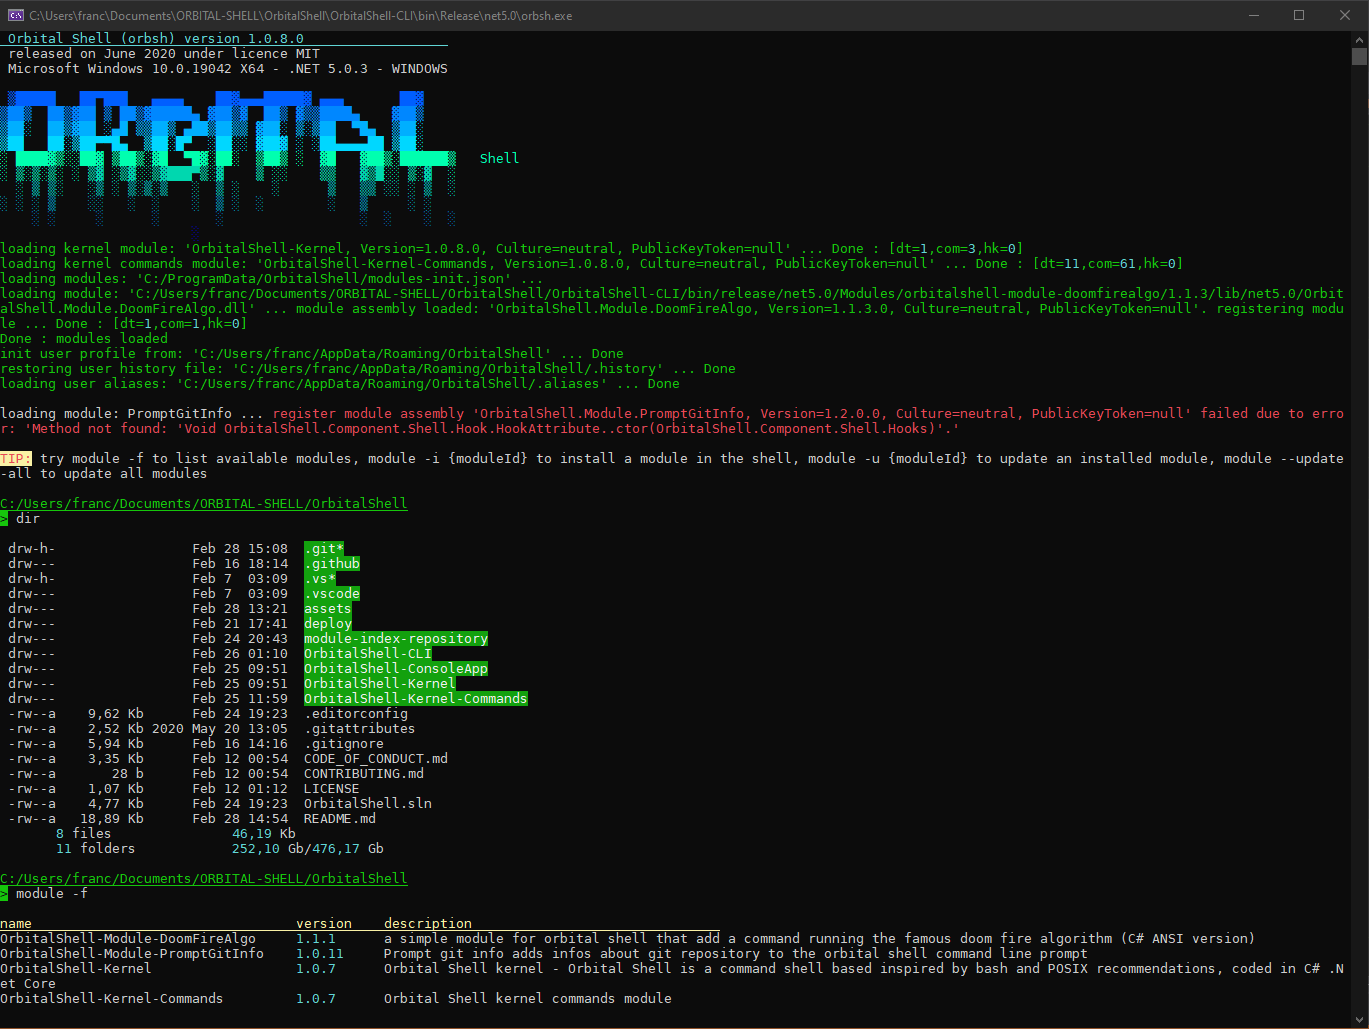 C:\Users\franc\Documents\ORBITAL-SHELL\OrbitalShell\OrbitalShell-CLI\bin\Release\net5.0\orbsh.exe
Orbital Shell (orbsh) version 1.0.8.0
released on June 2020 under licence MIT
Microsoft Windows 10.0.19042 X64 - .NET 5.0.3 - WINDOWS
ORBITAL
Shell
loading kernel module: 'OrbitalShell-Kernel, Version=1.0.8.0, Culture=neutral, PublicKeyToken=null' ... Done : [dt=1,com=3,hk=0]
loading kernel commands module: 'OrbitalShell-Kernel-Commands, Version=1.0.8.0, Culture=neutral, PublicKeyToken=null' ... Done : [dt=11,com=61,hk=0]
loading modules: 'C:/ProgramData/OrbitalShell/modules-init.json' ...
loading module: 'C:/Users/franc/Documents/ORBITAL-SHELL/OrbitalShell/OrbitalShell-CLI/bin/release/net5.0/Modules/orbitalshell-module-doomfirealgo/1.1.3/lib/net5.0/Orbit
alShell.Module.DoomFireAlgo.dll' ... module assembly loaded: 'OrbitalShell.Module.DoomFireAlgo, Version=1.1.3.0, Culture=neutral, PublicKeyToken=null'. registering modu
le ... Done : [dt=1,com=1,hk=0]
Done : modules loaded
init user profile from: 'C:/Users/franc/AppData/Roaming/OrbitalShell' ... Done
restoring user history file: 'C:/Users/franc/AppData/Roaming/OrbitalShell/.history' ... Done
loading user aliases: 'C:/Users/franc/AppData/Roaming/OrbitalShell/.aliases' ... Done
loading module: PromptGitInfo ... register module assembly 'OrbitalShell.Module.PromptGitInfo, Version=1.2.0.0, Culture=neutral, PublicKeyToken=null' failed due to erro
r: 'Method not found: 'Void OrbitalShell.Component.Shell.Hook.HookAttribute..ctor(OrbitalShell.Component.Shell.Hooks)'.'
TIP: try module -f to list available modules, module -i {moduleId} to install a module in the shell, module -u {moduleId} to update an installed module, module --update
-all to update all modules
C:/Users/franc/Documents/ORBITAL-SHELL/OrbitalShell
> dir
drw-h- Feb 28 15:08 .git*
drw--- Feb 16 18:14 .github
drw-h- Feb 7 03:09 .vs*
drw--- Feb 7 03:09 .vscode
drw--- Feb 28 13:21 assets
drw--- Feb 21 17:41 deploy
drw--- Feb 24 20:43 module-index-repository
drw--- Feb 26 01:10 OrbitalShell-CLI
drw--- Feb 25 09:51 OrbitalShell-ConsoleApp
drw--- Feb 25 09:51 OrbitalShell-Kernel
drw--- Feb 25 11:59 OrbitalShell-Kernel-Commands
-rw--a 9,62 Kb Feb 24 19:23 .editorconfig
-rw--a 2,52 Kb 2020 May 20 13:05 .gitattributes
-rw--a 5,94 Kb Feb 16 14:16 .gitignore
-rw--a 3,35 Kb Feb 12 00:54 CODE_OF_CONDUCT.md
-rw--a 28 b Feb 12 00:54 CONTRIBUTING.md
-rw--a 1,07 Kb Feb 12 01:12 LICENSE
-rw--a 4,77 Kb Feb 24 19:23 OrbitalShell.sln
-rw--a 18,89 Kb Feb 28 14:54 README.md
8 files 46,19 Kb
11 folders 252,10 Gb/476,17 Gb
C:/Users/franc/Documents/ORBITAL-SHELL/OrbitalShell
> module -f
name version description
OrbitalShell-Module-DoomFireAlgo 1.1.1 a simple module for orbital shell that add a command running the famous doom fire algorithm (C# ANSI version)
OrbitalShell-Module-PromptGitInfo 1.0.11 Prompt git info adds infos about git repository to the orbital shell command line prompt
OrbitalShell-Kernel 1.0.7 Orbital Shell kernel - Orbital Shell is a command shell based inspired by bash and POSIX recommendations, coded in C# .N
et Core
OrbitalShell-Kernel-Commands 1.0.7 Orbital Shell kernel commands module